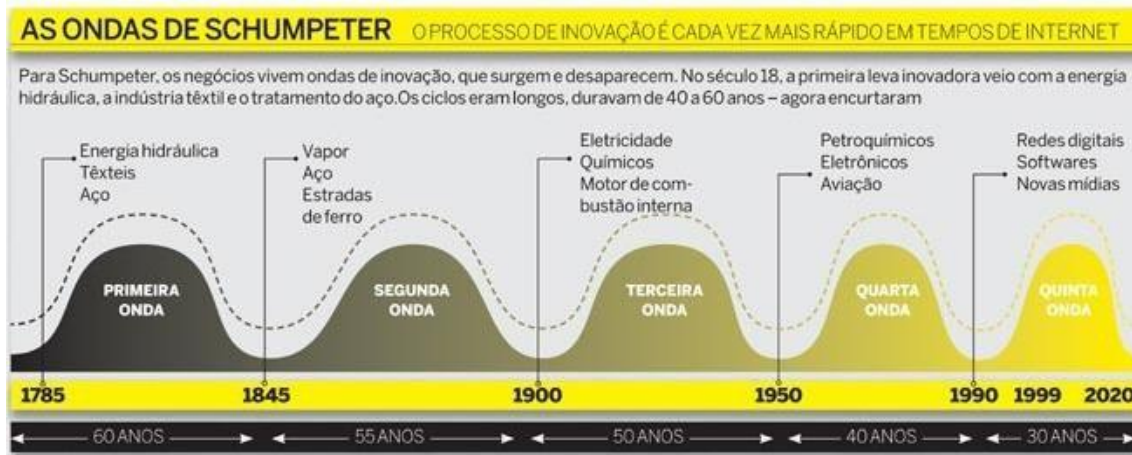 AS ONDAS DE SCHUMPETER O PROCESSO DE INOVAÇÃO É CADA VEZ MAIS RÁPIDO EM TEMPOS DE INTERNET
Para Schumpeter, os negócios vivem ondas de inovação, que surgem e desaparecem. No século 18, a primeira leva inovadora veio com a energia
hidráulica, a indústria têxtil e o tratamento do aço.Os ciclos eram longos, duravam de 40 a 60 anos – agora encurtaram
Energia hidráulica
Têxteis
Aço
Vapor
Aço
Estradas
de ferro
Eletricidade
Químicos
Motor de com-
bustão interna
Petroquímicos
Eletrônicos
Aviação
Redes digitais
Softwares
Novas mídias
PRIMEIRA
ONDA
SEGUNDA
ONDA
TERCEIRA
ONDA
QUARTA
ONDA
QUINTA
ONDA
1785 1845 1900 1950 1990 1999 2020
60 ANOS 55 ANOS 50 ANOS 40 ANOS 30 ANOS